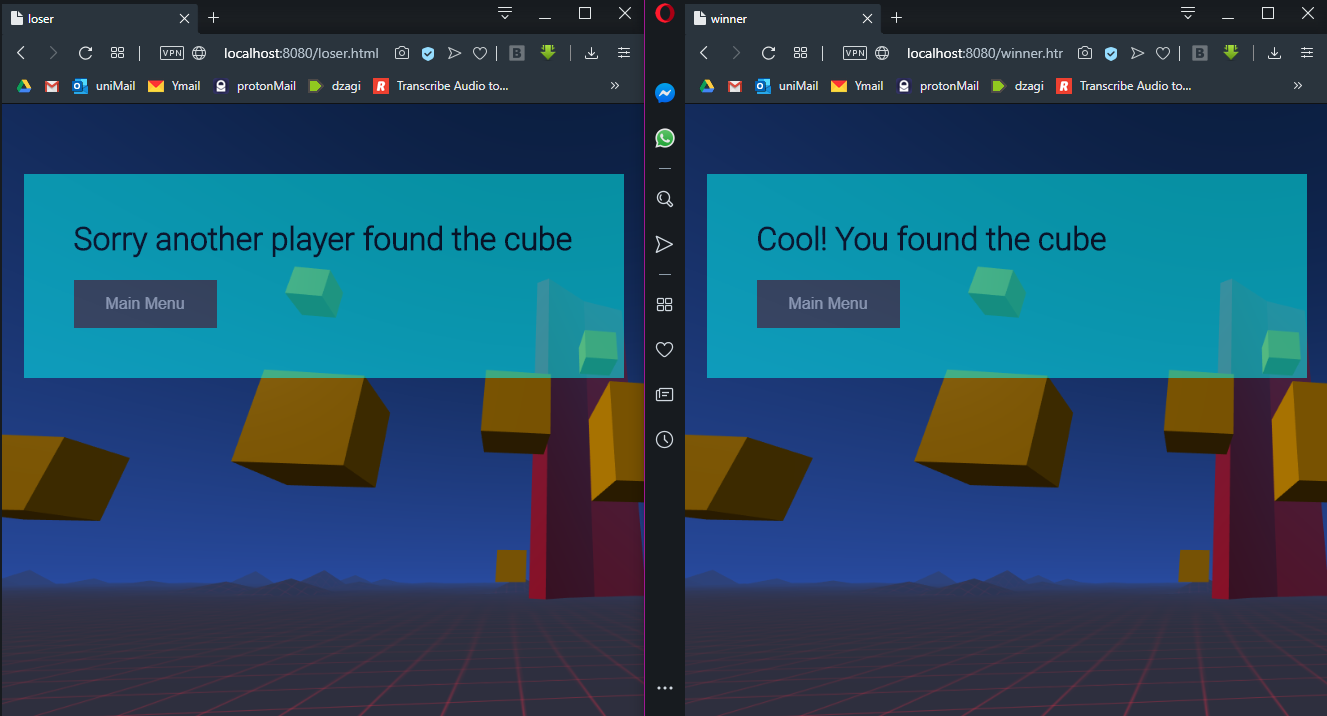 loser
VPN
localhost:8080/loser.html
B
uniMail
Ymail
protonMail
dzagi
R
Transcribe Audio to...
Sorry another player found the cube
Main Menu
winner
VPN
localhost:8080/winner.htr
B
uniMail
Ymail
protonMail
dzagi
R
Transcribe Audio to...
Cool! You found the cube
Main Menu